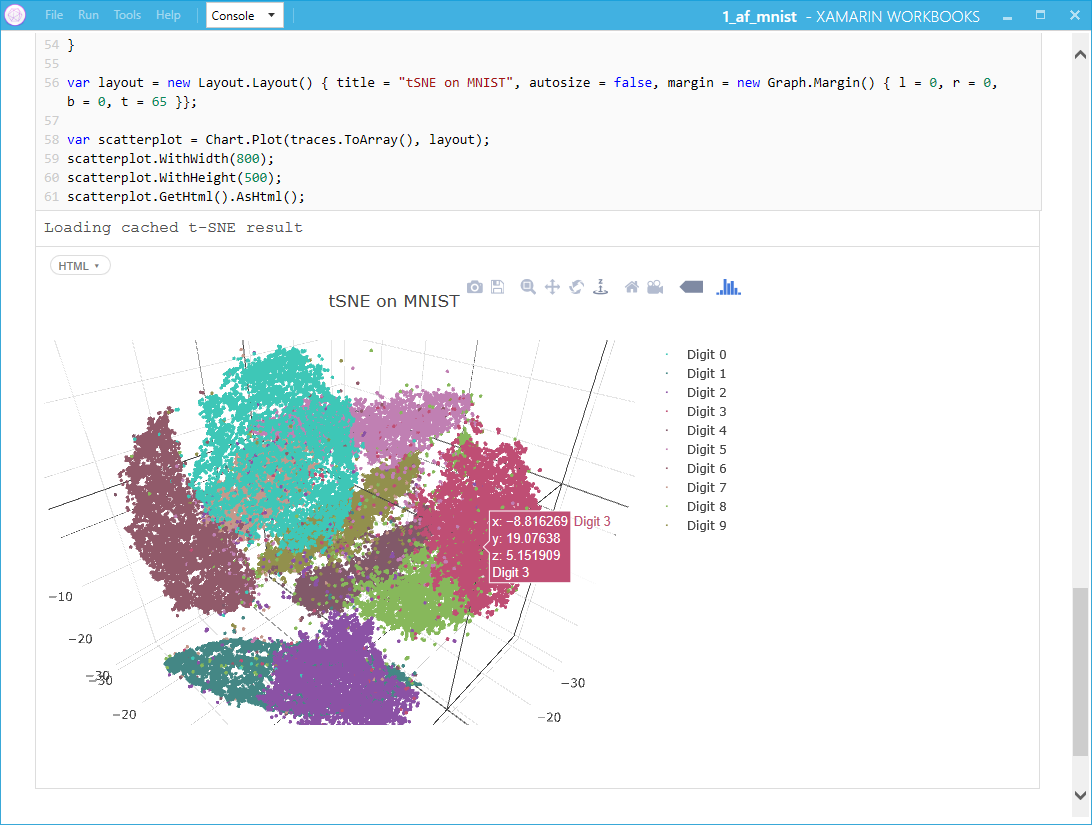 File Run Tools Help Console 1_af_mnist - XAMARIN WORKBOOKS
54 }
55
56 var layout = new Layout.Layout() { title = "tSNE on MNIST", autosize = false, margin = new Graph.Margin() { l = 0, r = 0,
b = 0, t = 65 }};
57
58 var scatterplot = Chart.Plot(traces.ToArray(), layout);
59 scatterplot.WithWidth(800);
60 scatterplot.WithHeight(500);
61 scatterplot.GetHtml().AsHtml();
Loading cached t-SNE result
HTML
tSNE on MNIST
Digit 0
Digit 1
Digit 2
Digit 3
Digit 4
Digit 5
Digit 6
Digit 7
Digit 8
Digit 9
x: −8.816269 Digit 3
y: 19.07638
z: 5.151909
Digit 3
−10
−20
−30
−30
−20
−30
−20